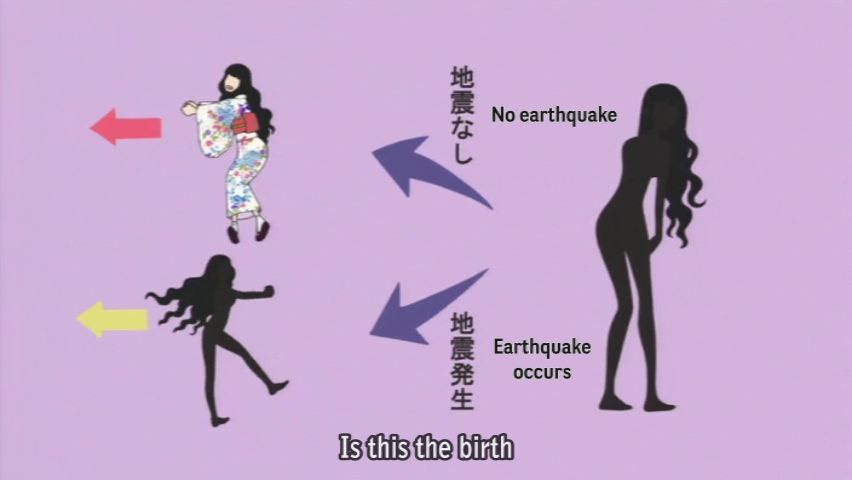 地震なし
No earthquake
地震発生
Earthquake
occurs
Is this the birth